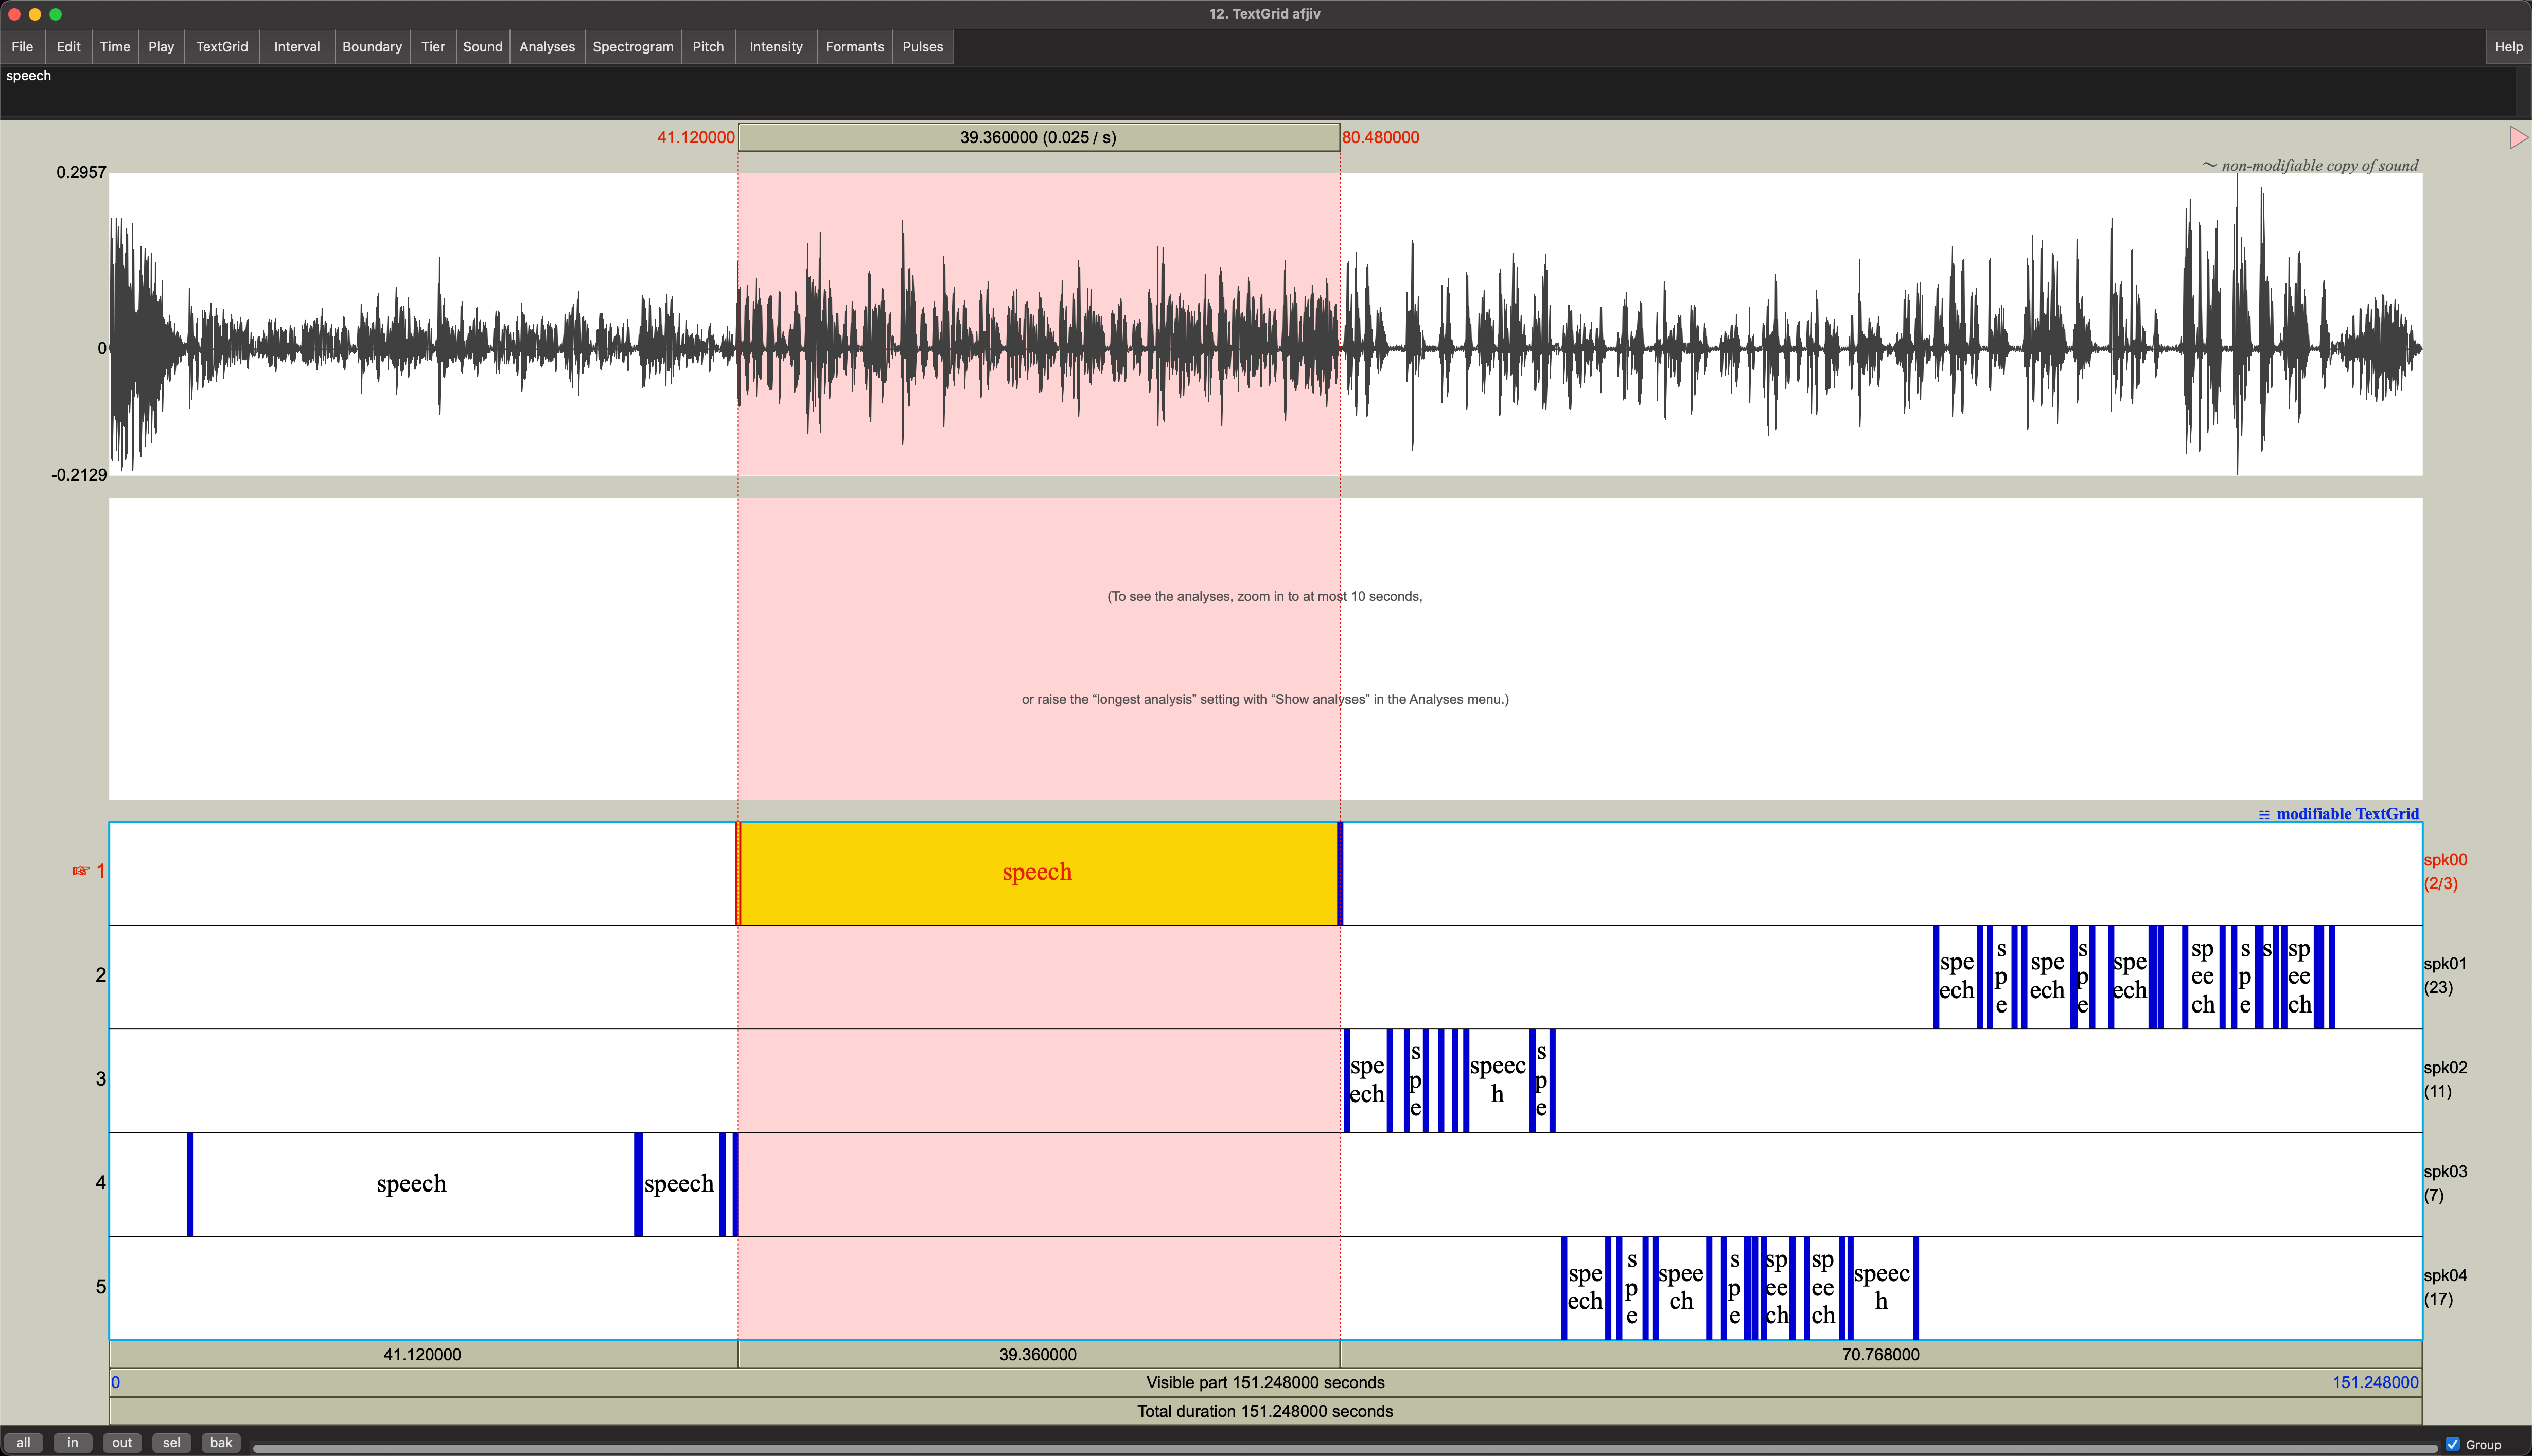 12. TextGrid afjiv
File Edit Time Play TextGrid Interval Boundary Tier Sound Analyses Spectrogram Pitch Intensity Formants Pulses Help
speech
41.120000 39.360000 (0.025 / s) 80.480000
0.2957
~ non-modifiable copy of sound
0
-0.2129
(To see the analyses, zoom in to at most 10 seconds,
or raise the “longest analysis” setting with “Show analyses” in the Analyses menu.)
modifiable TextGrid
1 speech spk00
(2/3)
2 spe s spe s spe sp s s sp spk01
ech p ech p ech ee p ee (23)
e e ch e ch
3 spe s speec s spk02
ech p h p (11)
e e
4 speech speech spk03
(7)
5 spe s spee s sp sp speec spk04
ech p ch p ee ee h (17)
e e ch ch
41.120000 39.360000 70.768000
0 Visible part 151.248000 seconds 151.248000
Total duration 151.248000 seconds
all in out sel bak Group